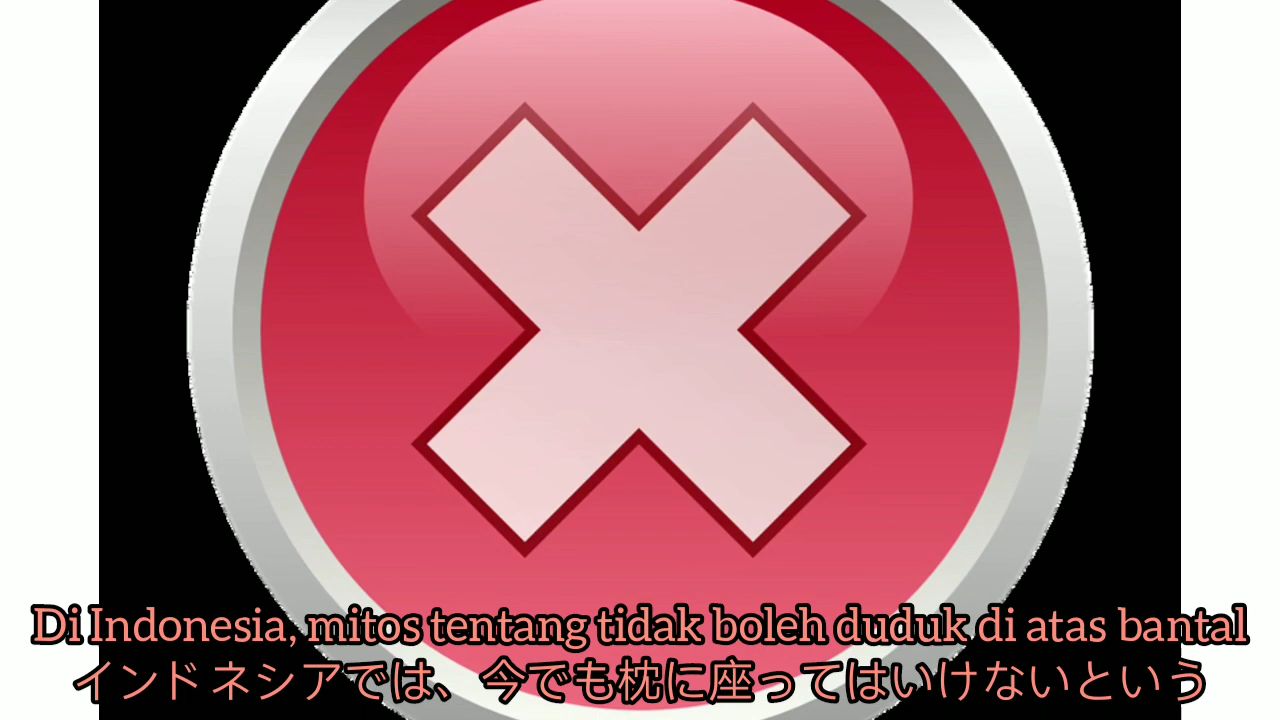 Di Indonesia, mitos tentang tidak boleh duduk di atas bantal
インドネシアでは、今でも枕に座ってはいけないという